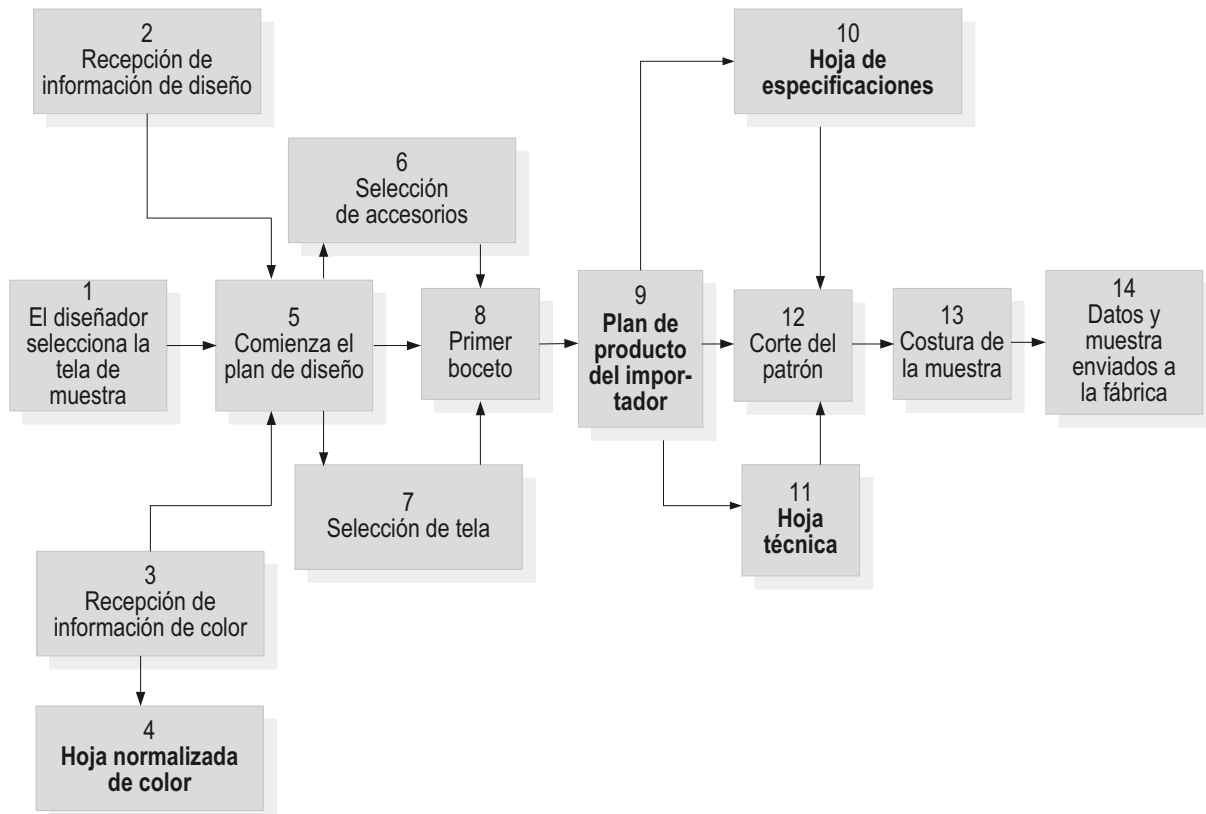 2
Recepción de
información de diseño
10
Hoja de
especificaciones
6
Selección
de accesorios
1
El diseñador
selecciona la
tela de
muestra
5
Comienza el
plan de diseño
8
Primer
boceto
9
Plan de
producto
del impor-
tador
12
Corte del
patrón
13
Costura de
la muestra
14
Datos y
muestra
enviados a
la fábrica
7
Selección de tela
11
Hoja
técnica
3
Recepción de
información de color
4
Hoja normalizada
de color